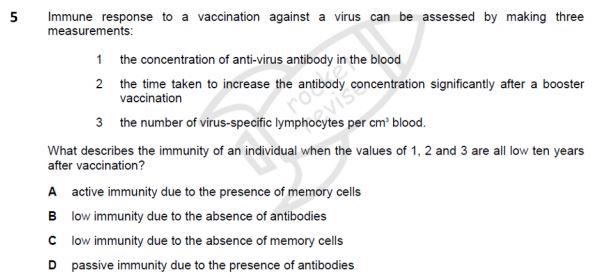 5 Immune response to a vaccination against a virus can be assessed by making three
measurements:
1 the concentration of anti-virus antibody in the blood
2 the time taken to increase the antibody concentration significantly after a booster
vaccination
3 the number of virus-specific lymphocytes per cm³ blood.
What describes the immunity of an individual when the values of 1, 2 and 3 are all low ten years
after vaccination?
A active immunity due to the presence of memory cells
B low immunity due to the absence of antibodies
C low immunity due to the absence of memory cells
D passive immunity due to the presence of antibodies
rocket
revise